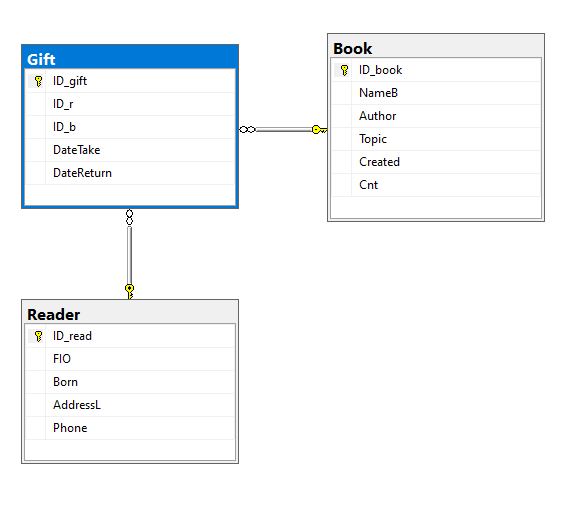 Gift
ID_gift
ID_r
ID_b
DateTake
DateReturn
Book
ID_book
NameB
Author
Topic
Created
Cnt
Reader
ID_read
FIO
Born
AddressL
Phone